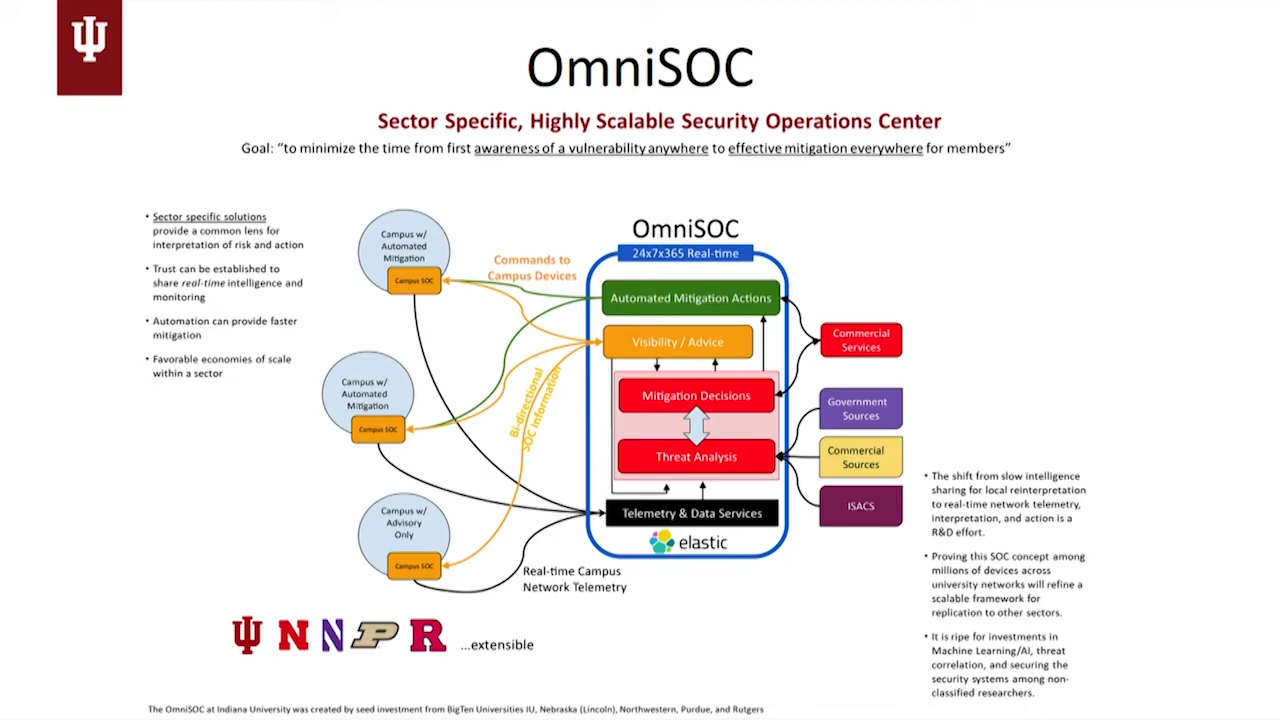 OmniSOC
Sector Specific, Highly Scalable Security Operations Center
Goal: “to minimize the time from first awareness of a vulnerability anywhere to effective mitigation everywhere for members”
• Sector specific solutions
provide a common lens for
interpretation of risk and action
• Trust can be established to
share real-time intelligence and
monitoring
• Automation can provide faster
mitigation
• Favorable economies of scale
within a sector
Campus w/
Automated
Mitigation
Campus SOC
Campus w/
Automated
Mitigation
Campus SOC
Campus w/
Advisory
Only
Campus SOC
Commands to
Campus Devices
Bi-directional
SOC Information
Real-time Campus
Network Telemetry
OmniSOC
24x7x365 Real-time
Automated Mitigation Actions
Visibility / Advice
Mitigation Decisions
Threat Analysis
Telemetry & Data Services
elastic
Commercial
Services
Government
Sources
Commercial
Sources
ISACS
• The shift from slow intelligence
sharing for local reinterpretation
to real-time network telemetry,
interpretation, and action is a
R&D effort.
• Proving this SOC concept among
millions of devices across
university networks will refine a
scalable framework for
replication to other sectors.
• It is ripe for investments in
Machine Learning/AI, threat
correlation, and securing the
security systems among non-
classified researchers.
N N P R ...extensible
The OmniSOC at Indiana University was created by seed investment from BigTen Universities IU, Nebraska (Lincoln), Northwestern, Purdue, and Rutgers